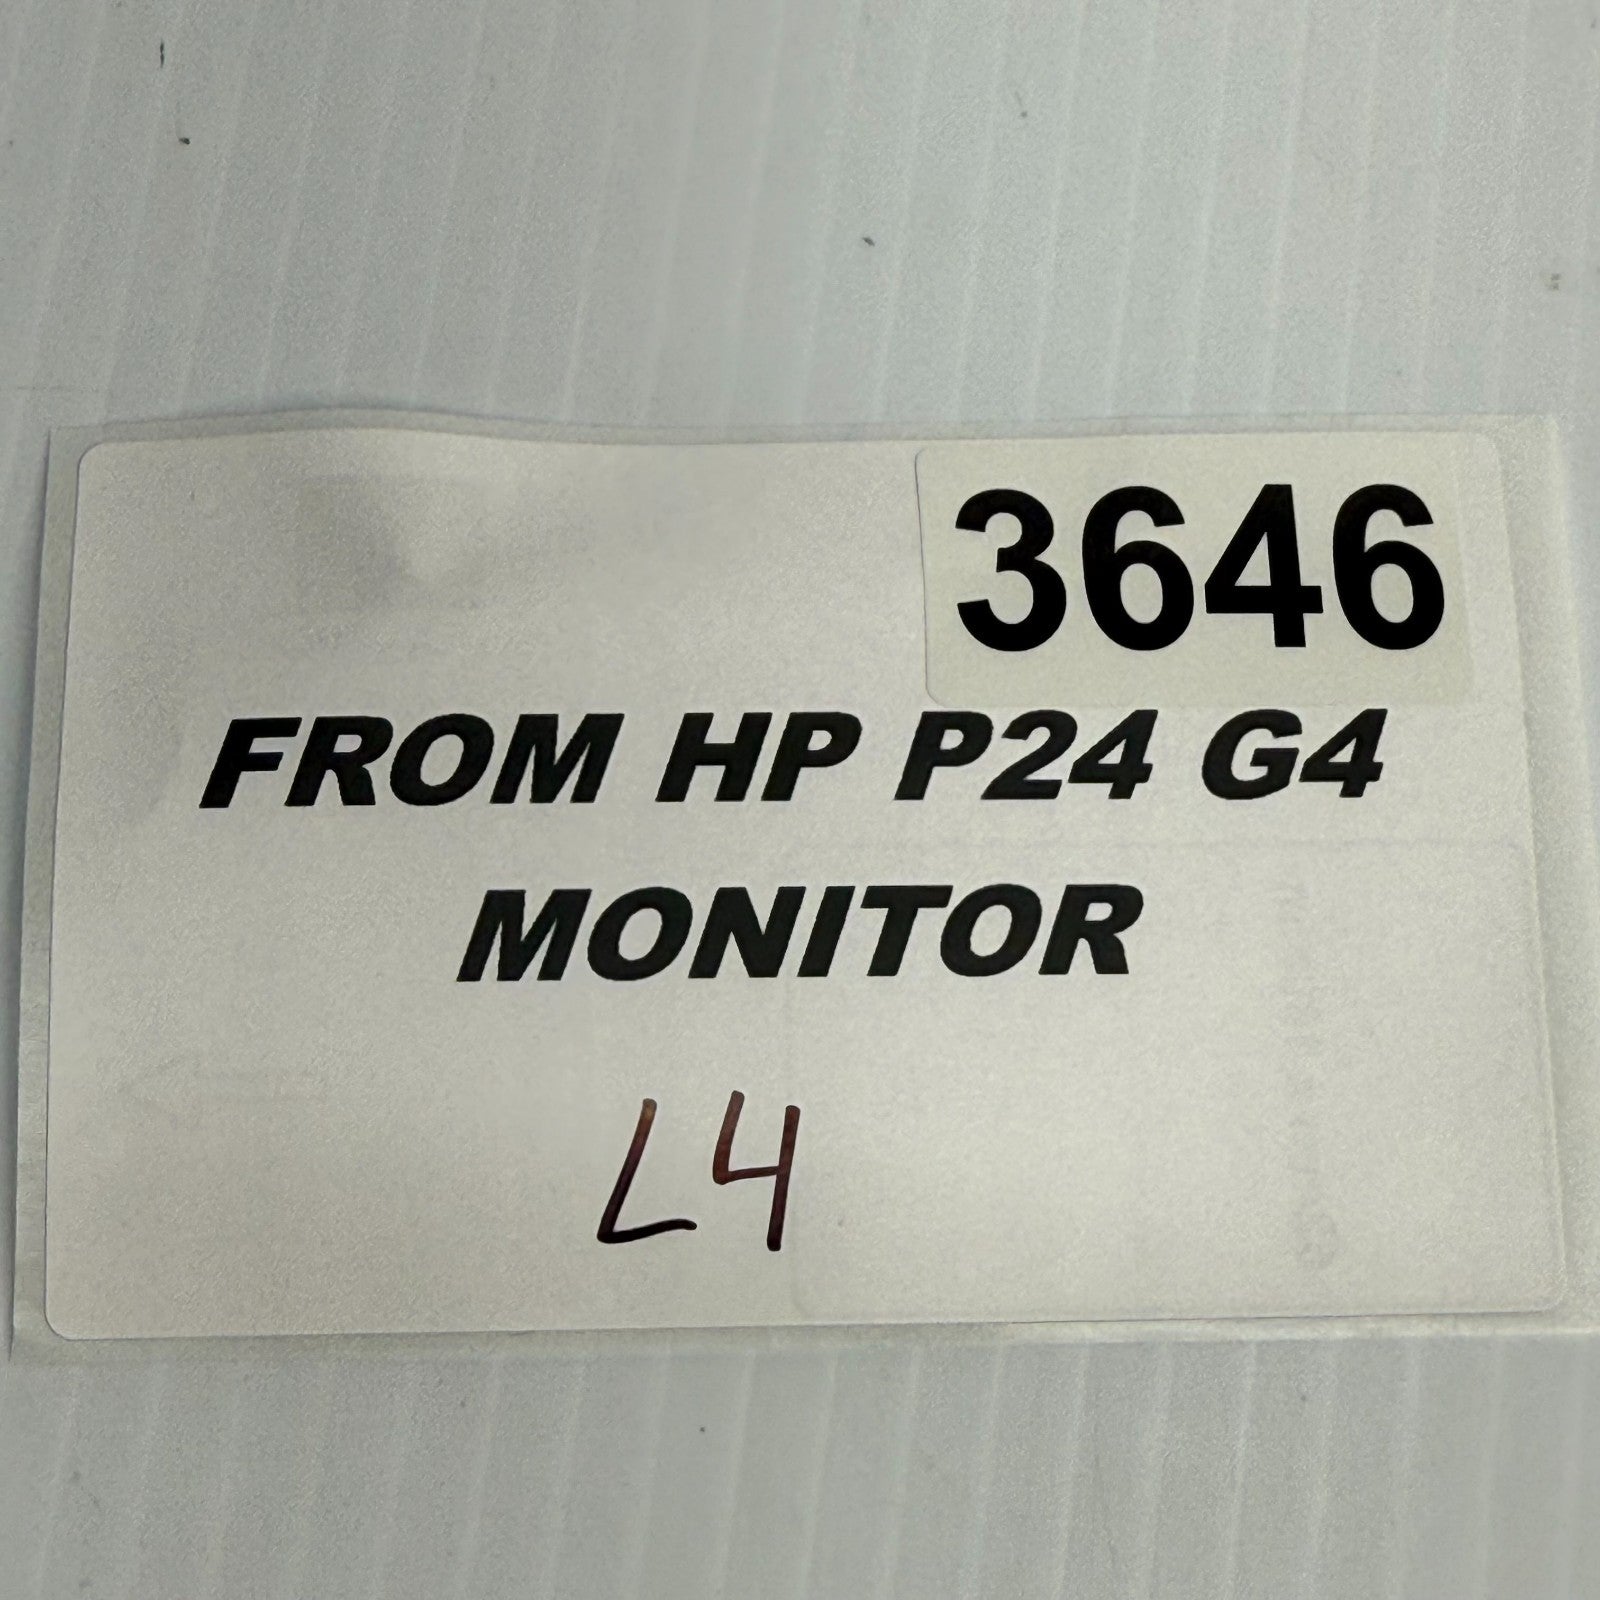 3646
FROM HP P24 G4
MONITOR
L4